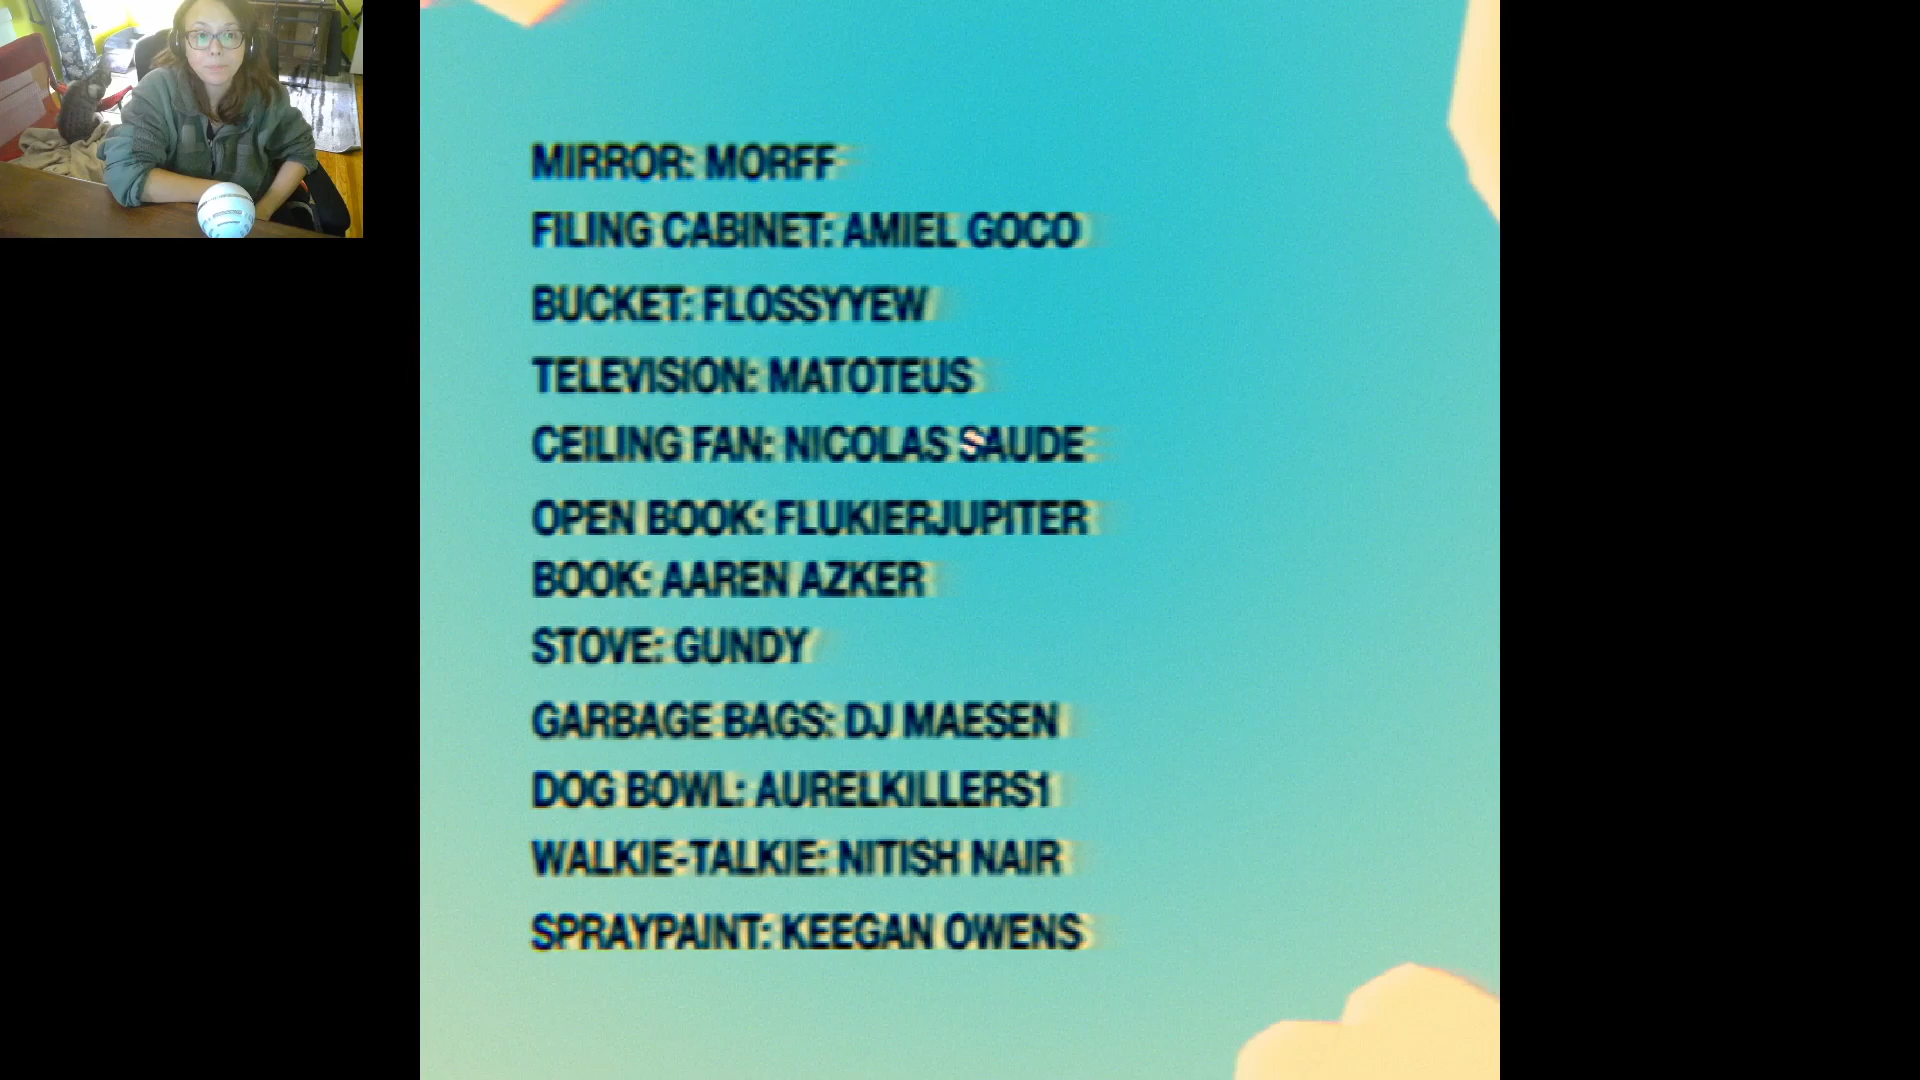 MIRROR: MORFF
FILING CABINET: AMIEL GOCO
BUCKET: FLOSSYYEW
TELEVISION: MATOTEUS
CEILING FAN: NICOLAS SAUDE
OPEN BOOK: FLUKIERJUPITER
BOOK: AAREN AZKER
STOVE: GUNDY
GARBAGE BAGS: DJ MAESEN
DOG BOWL: AURELKILLERS1
WALKIE-TALKIE: NITISH NAIR
SPRAYPAINT: KEEGAN OWENS